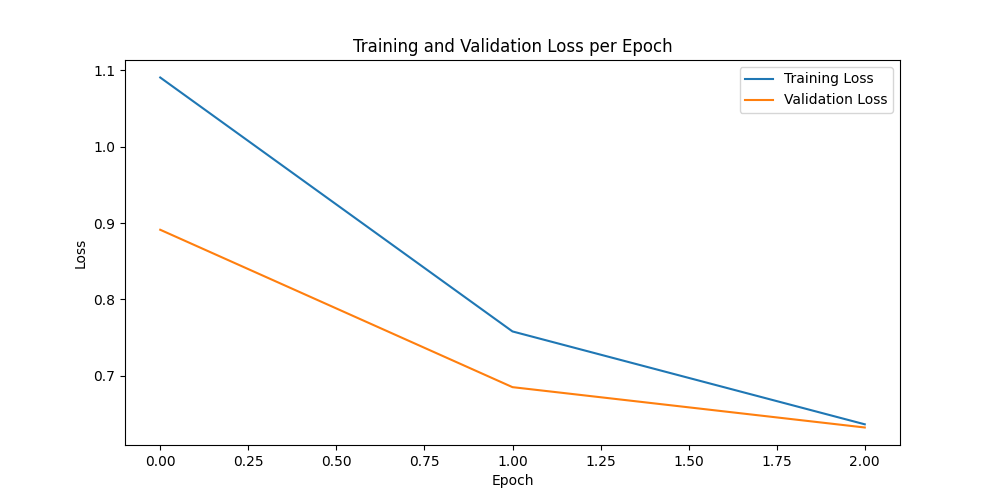 Training and Validation Loss per Epoch
Training Loss
Validation Loss
1.1
1.0
0.9
0.8
0.7
Loss
0.00 0.25 0.50 0.75 1.00 1.25 1.50 1.75 2.00
Epoch